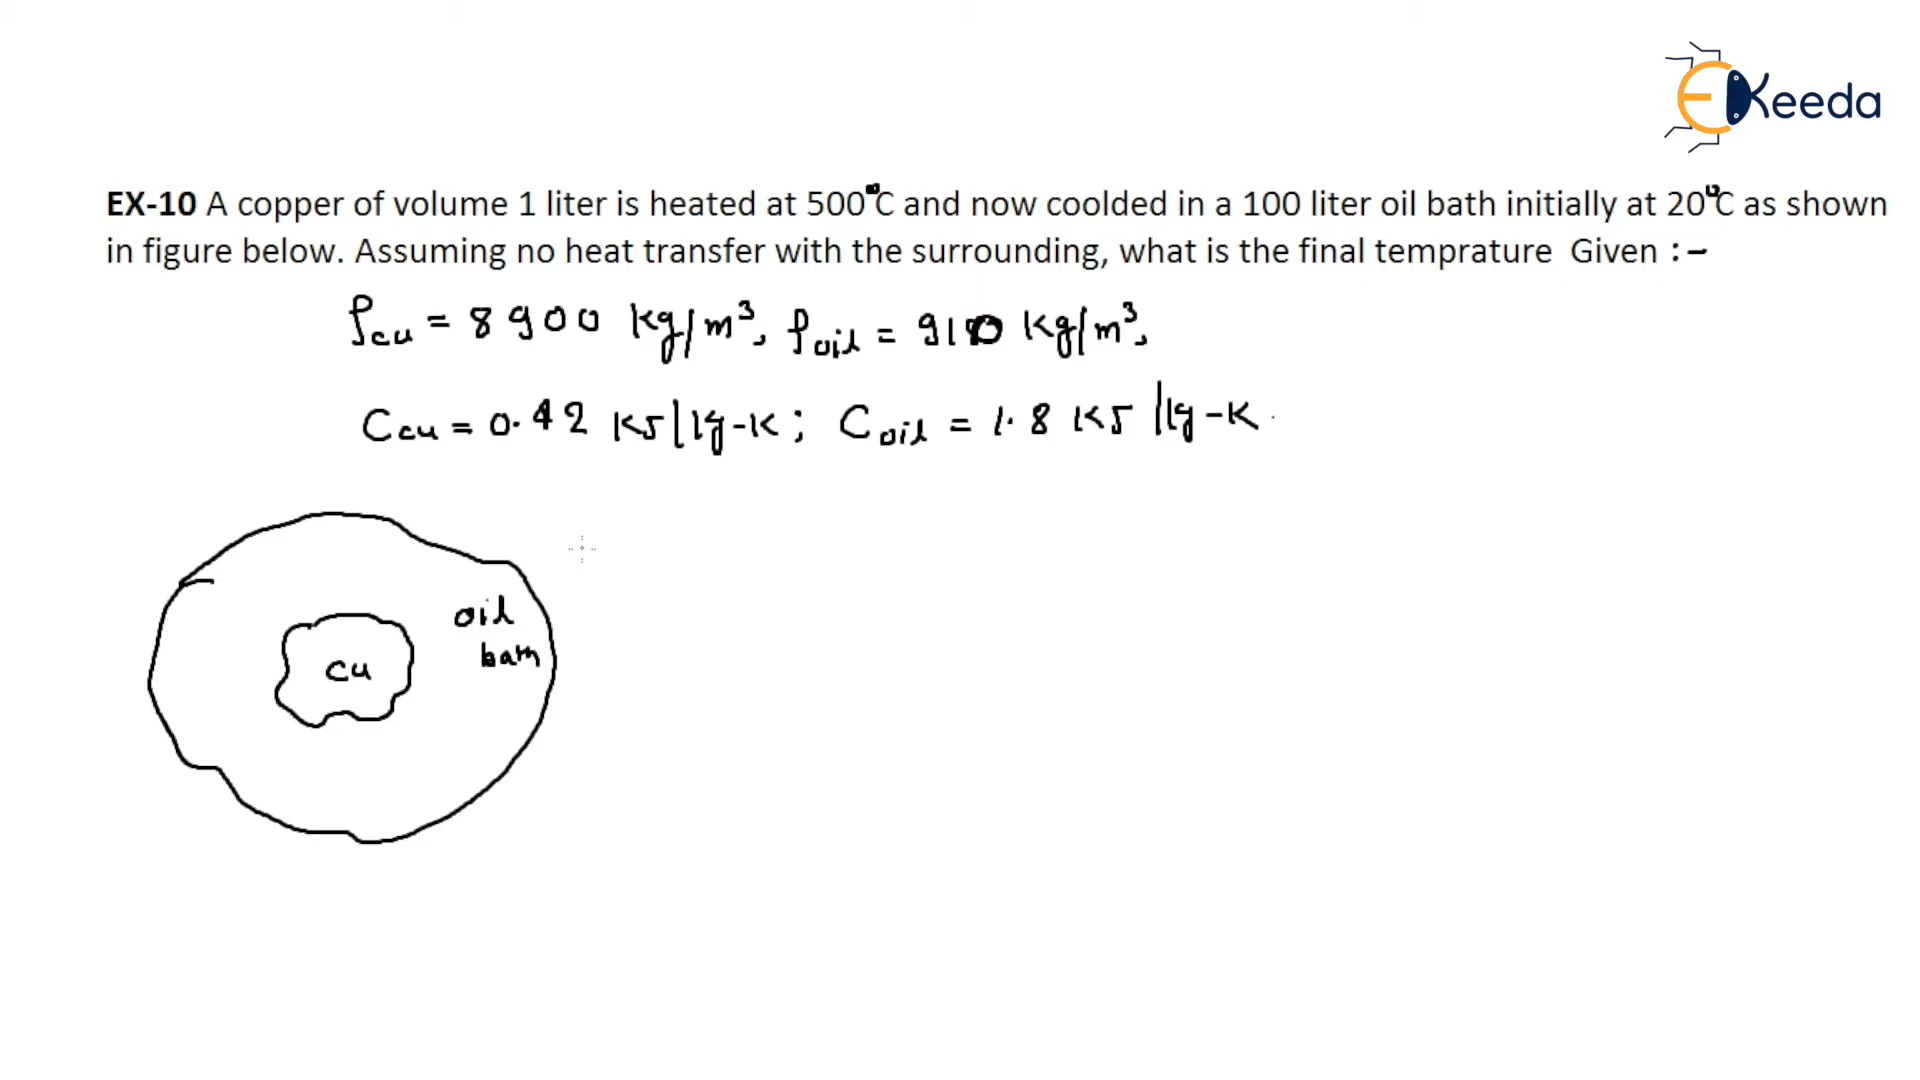 EKeeda
EX-10 A copper of volume 1 liter is heated at 500°C and now coolded in a 100 liter oil bath initially at 20°C as shown
in figure below. Assuming no heat transfer with the surrounding, what is the final temprature Given :-
ρcu = 8900 kg/m³, ρoil = 910 kg/m³,
Ccu = 0.42 KJ/kg-K; Coil = 1.8 KJ/kg-K.
oil
bath
cu